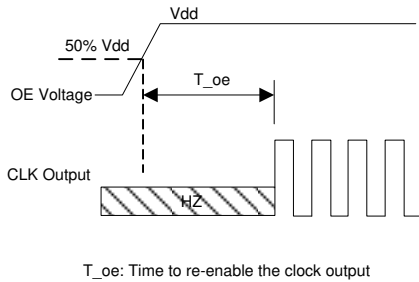 Vdd
50% Vdd
T_oe
OE Voltage
CLK Output
HZ
T_oe: Time to re-enable the clock output